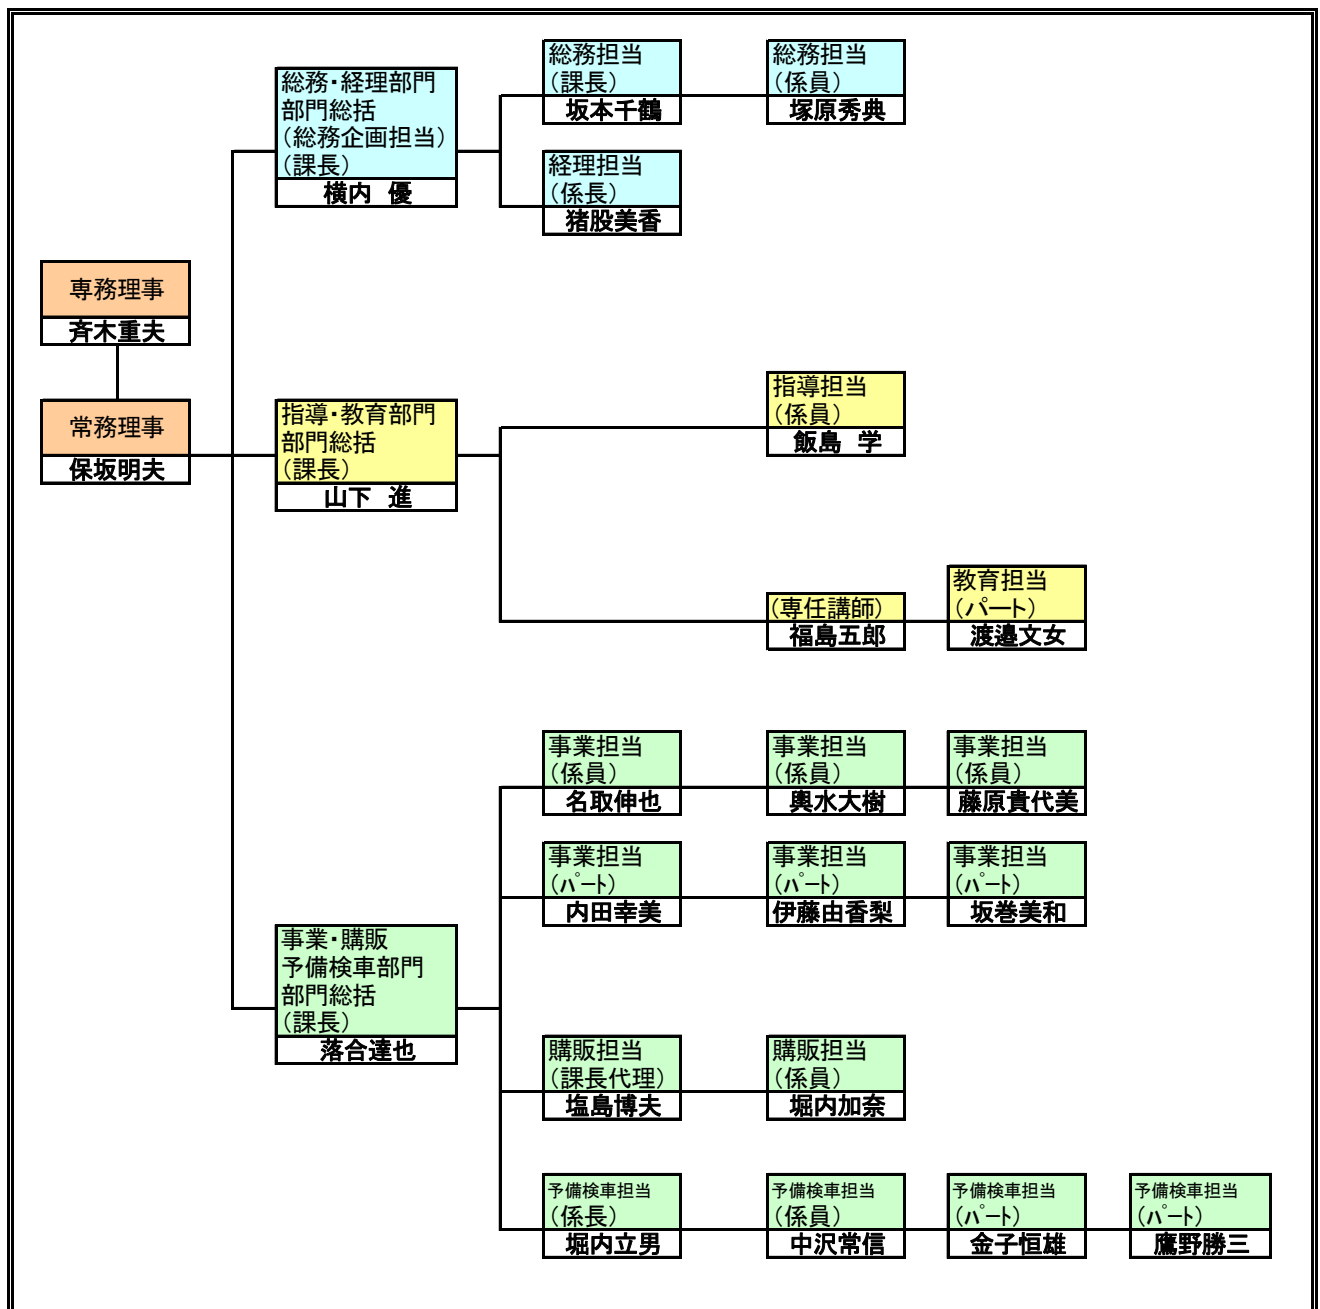 総務・経理部門
部門総括
(総務企画担当)
(課長)
横内 優
総務担当
(課長)
坂本千鶴
総務担当
(係員)
塚原秀典
経理担当
(係長)
猪股美香
専務理事
斉木重夫
常務理事
保坂明夫
指導・教育部門
部門総括
(課長)
山下 進
指導担当
(係員)
飯島 学
(専任講師)
福島五郎
教育担当
(パート)
渡邉文女
事業・購販
予備検車部門
部門総括
(課長)
落合達也
事業担当
(係員)
名取伸也
事業担当
(係員)
輿水大樹
事業担当
(係員)
藤原貴代美
事業担当
(ﾊﾟｰﾄ)
内田幸美
事業担当
(ﾊﾟｰﾄ)
伊藤由香梨
事業担当
(ﾊﾟｰﾄ)
坂巻美和
購販担当
(課長代理)
塩島博夫
購販担当
(係員)
堀内加奈
予備検車担当
(係長)
堀内立男
予備検車担当
(係員)
中沢常信
予備検車担当
(ﾊﾟｰﾄ)
金子恒雄
予備検車担当
(ﾊﾟｰﾄ)
鷹野勝三